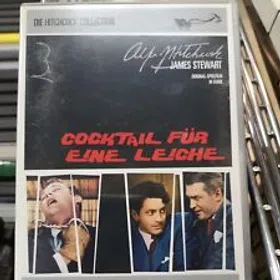 DIE HITCHCOCK COLLECTION
Alfred Hitchcock
JAMES STEWART
COCKTAIL FÜR
EINE LEICHE